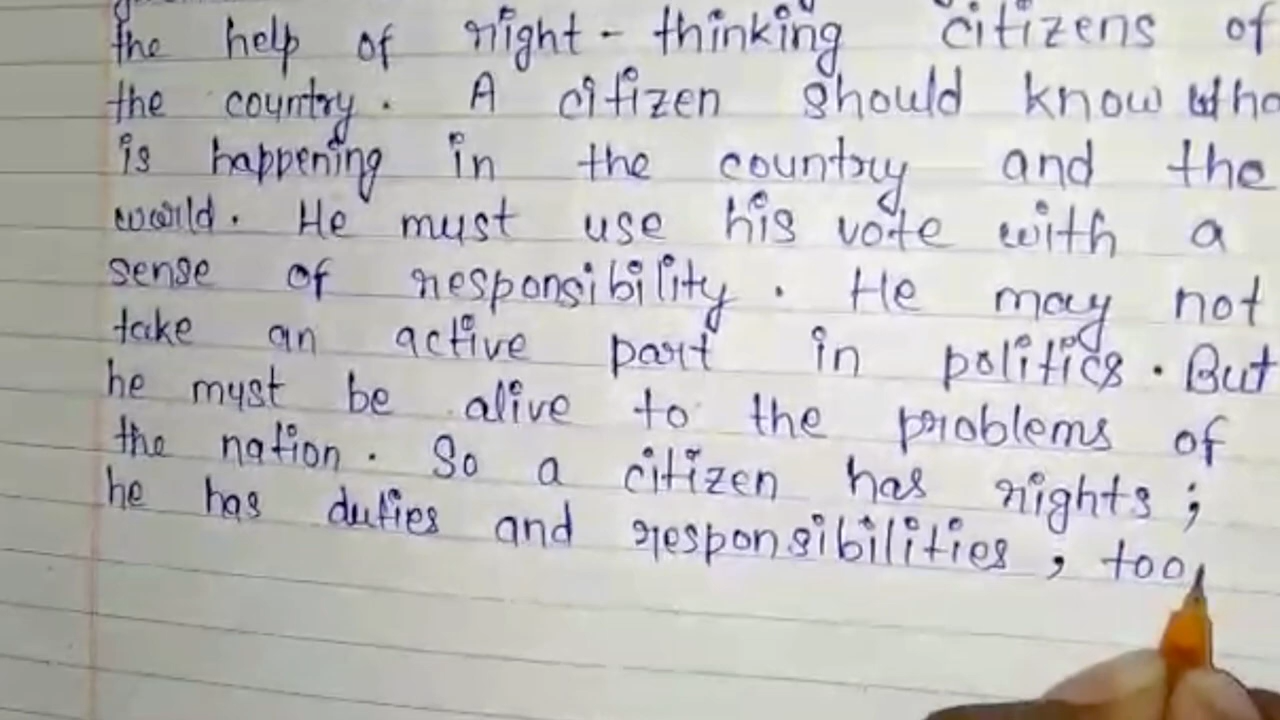 the help of right - thinking citizens of
the country. A citizen should know wha
is happening in the country and the
world. He must use his vote with a
sense of responsibility. He may not
take an active part in politics. But
he must be alive to the problems of
the nation. So a citizen has rights;
he has duties and responsibilities, too